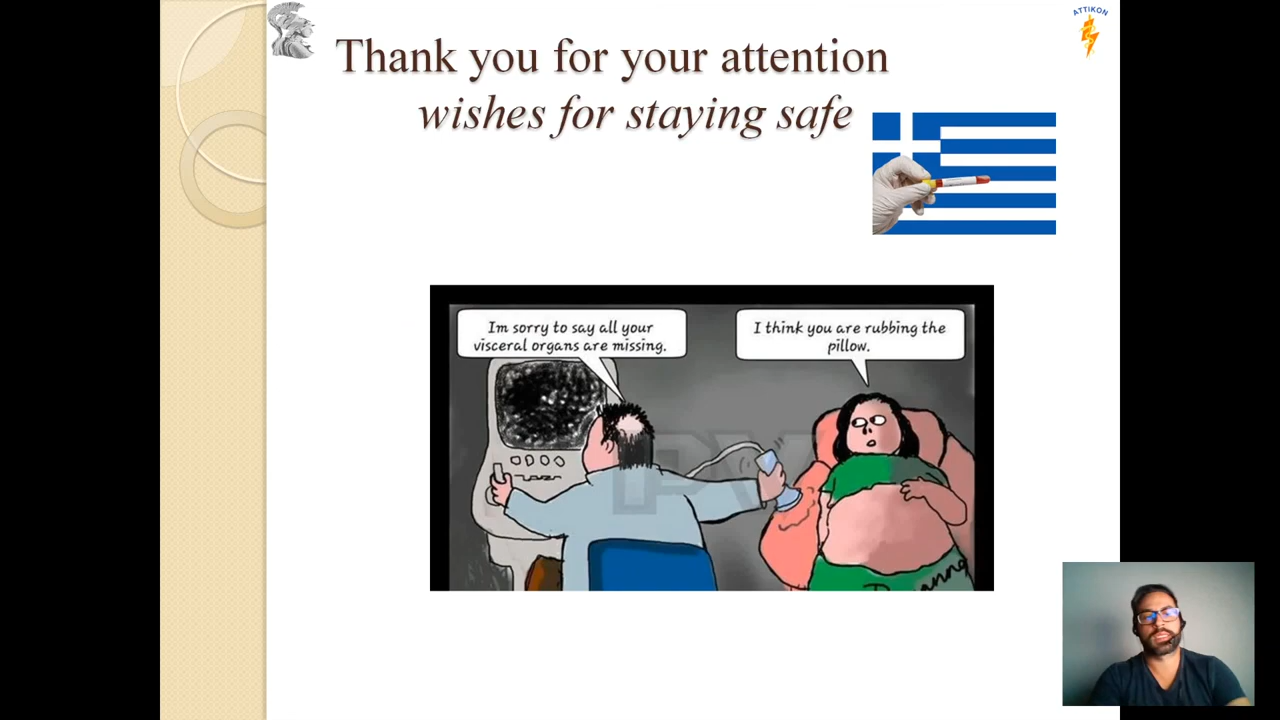 ATTIKON
Thank you for your attention
wishes for staying safe
Im sorry to say all your
visceral organs are missing.
I think you are rubbing the
pillow.
PV